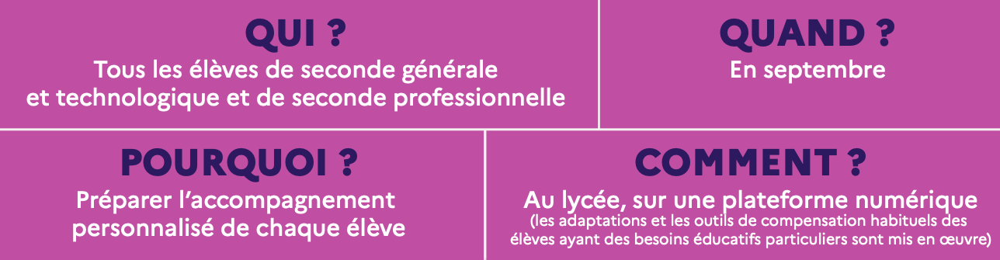 QUI ?
Tous les élèves de seconde générale
et technologique et de seconde professionnelle
QUAND ?
En septembre
POURQUOI ?
Préparer l’accompagnement
personnalisé de chaque élève
COMMENT ?
Au lycée, sur une plateforme numérique
(les adaptations et les outils de compensation habituels des
élèves ayant des besoins éducatifs particuliers sont mis en œuvre)